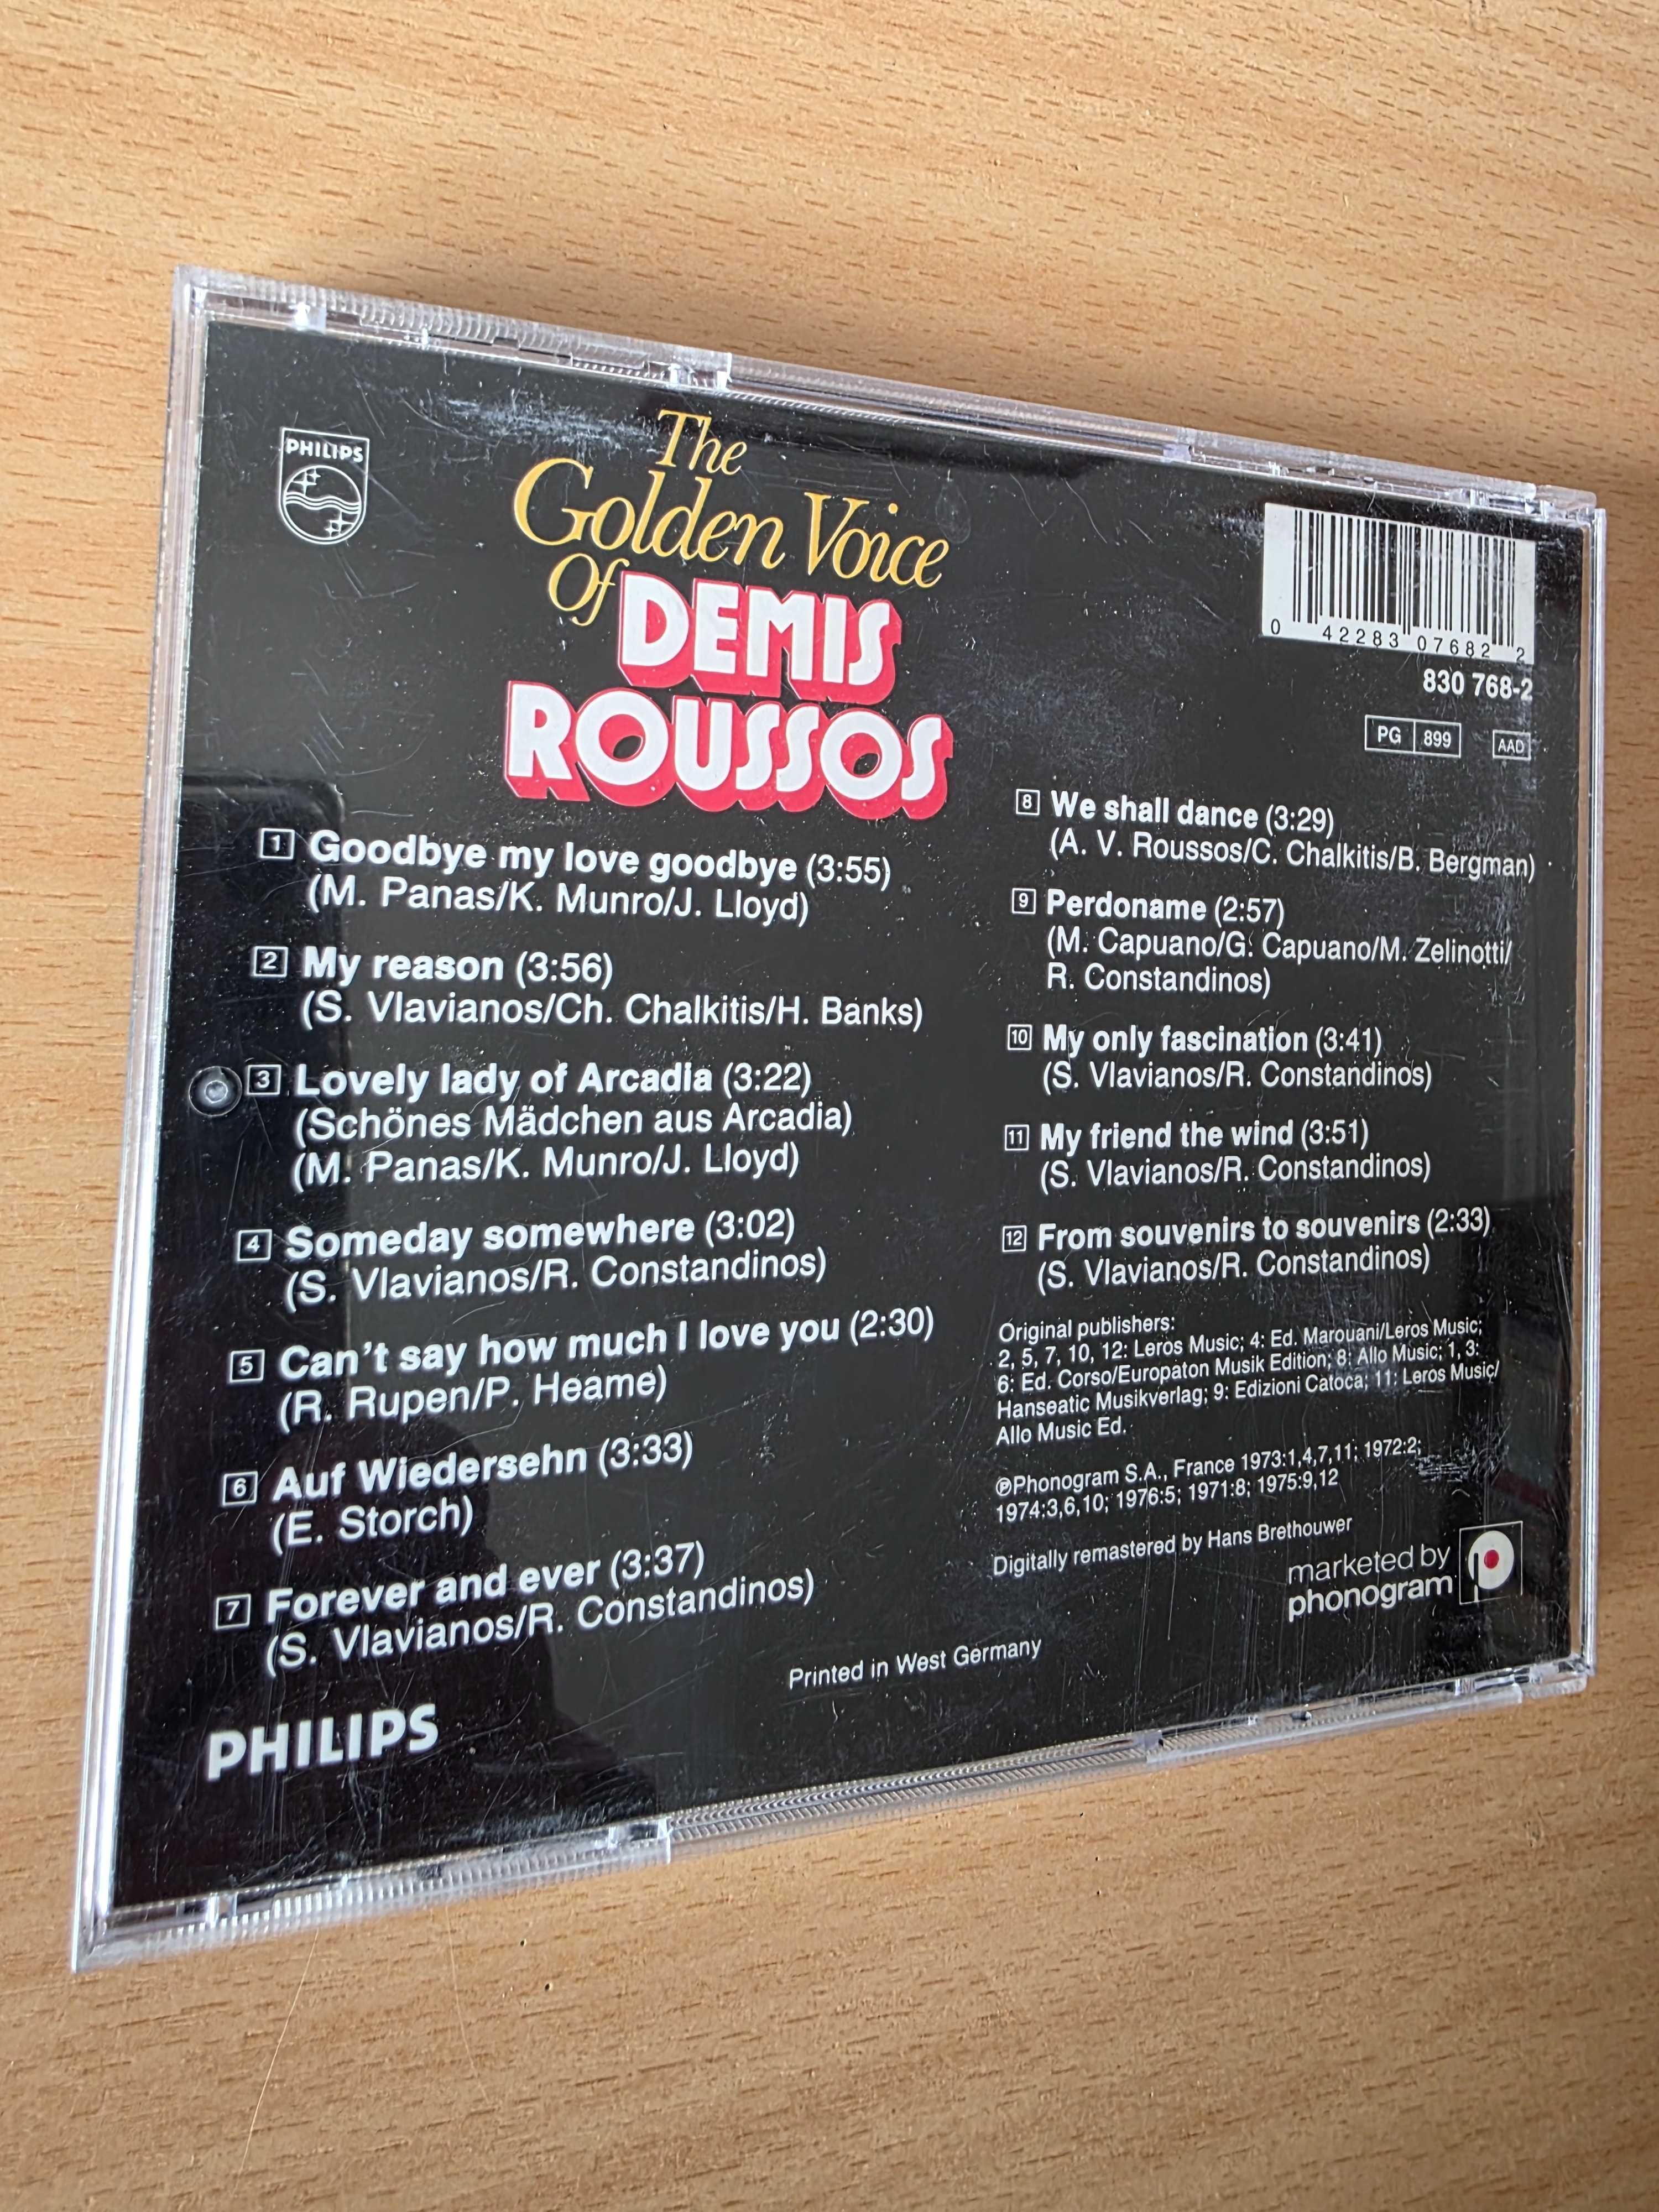 PHILIPS
The
Golden Voice
Of DEMIS
ROUSSOS
0 42283 07682 2
830 768-2
PG 899 AAD
1 Goodbye my love goodbye (3:55)
(M. Panas/K. Munro/J. Lloyd)
2 My reason (3:56)
(S. Vlavianos/Ch. Chalkitis/H. Banks)
3 Lovely lady of Arcadia (3:22)
(Schönes Mädchen aus Arcadia)
(M. Panas/K. Munro/J. Lloyd)
4 Someday somewhere (3:02)
(S. Vlavianos/R. Constandinos)
5 Can't say how much I love you (2:30)
(R. Rupen/P. Heame)
6 Auf Wiedersehn (3:33)
(E. Storch)
7 Forever and ever (3:37)
(S. Vlavianos/R. Constandinos)
8 We shall dance (3:29)
(A. V. Roussos/C. Chalkitis/B. Bergman)
9 Perdoname (2:57)
(M. Capuano/G. Capuano/M. Zelinotti/
R. Constandinos)
10 My only fascination (3:41)
(S. Vlavianos/R. Constandinos)
11 My friend the wind (3:51)
(S. Vlavianos/R. Constandinos)
12 From souvenirs to souvenirs (2:33)
(S. Vlavianos/R. Constandinos)
Original publishers:
2, 5, 7, 10, 12: Leros Music; 4: Ed. Marouani/Leros Music;
6: Ed. Corso/Europaton Musik Edition; 8: Allo Music; 1, 3:
Hanseatic Musikverlag; 9: Edizioni Catoca; 11: Leros Music/
Allo Music Ed.
℗Phonogram S.A., France 1973:1,4,7,11; 1972:2;
1974:3,6,10; 1976:5; 1971:8; 1975:9,12
Digitally remastered by Hans Brethouwer
marketed by
phonogram
Printed in West Germany
PHILIPS